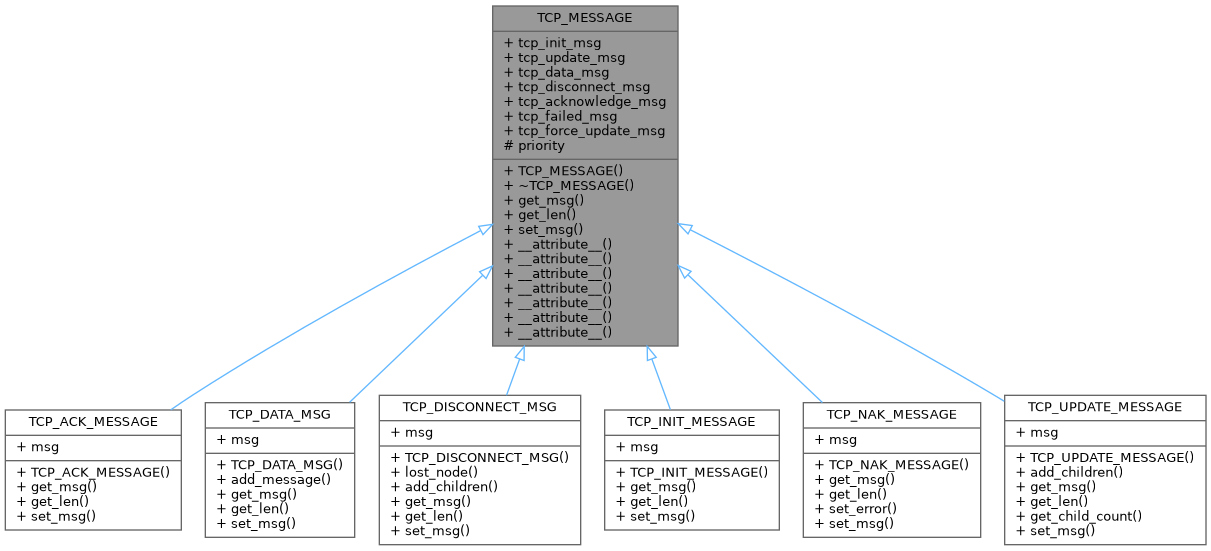 TCP_MESSAGE
+ tcp_init_msg
+ tcp_update_msg
+ tcp_data_msg
+ tcp_disconnect_msg
+ tcp_acknowledge_msg
+ tcp_failed_msg
+ tcp_force_update_msg
# priority
+ TCP_MESSAGE()
+ ~TCP_MESSAGE()
+ get_msg()
+ get_len()
+ set_msg()
+ __attribute__()
+ __attribute__()
+ __attribute__()
+ __attribute__()
+ __attribute__()
+ __attribute__()
+ __attribute__()
TCP_ACK_MESSAGE
+ msg
+ TCP_ACK_MESSAGE()
+ get_msg()
+ get_len()
+ set_msg()
TCP_DATA_MSG
+ msg
+ TCP_DATA_MSG()
+ add_message()
+ get_msg()
+ get_len()
+ set_msg()
TCP_DISCONNECT_MSG
+ msg
+ TCP_DISCONNECT_MSG()
+ lost_node()
+ add_children()
+ get_msg()
+ get_len()
+ set_msg()
TCP_INIT_MESSAGE
+ msg
+ TCP_INIT_MESSAGE()
+ get_msg()
+ get_len()
+ set_msg()
TCP_NAK_MESSAGE
+ msg
+ TCP_NAK_MESSAGE()
+ get_msg()
+ get_len()
+ set_error()
+ set_msg()
TCP_UPDATE_MESSAGE
+ msg
+ TCP_UPDATE_MESSAGE()
+ add_children()
+ get_msg()
+ get_len()
+ get_child_count()
+ set_msg()